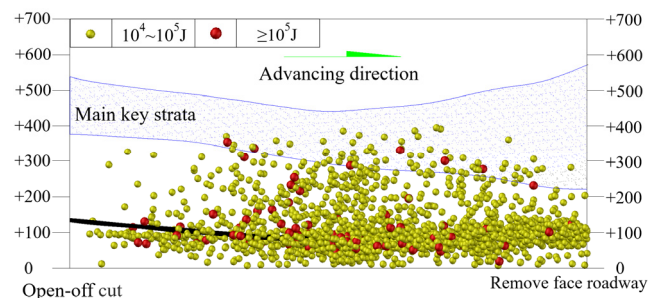 +700
+600
+500
+400
+300
+200
+100
0
10⁴~10⁵J
≥10⁵J
Advancing direction
Main key strata
+700
+600
+500
+400
+300
+200
+100
0
Open-off cut
Remove face roadway